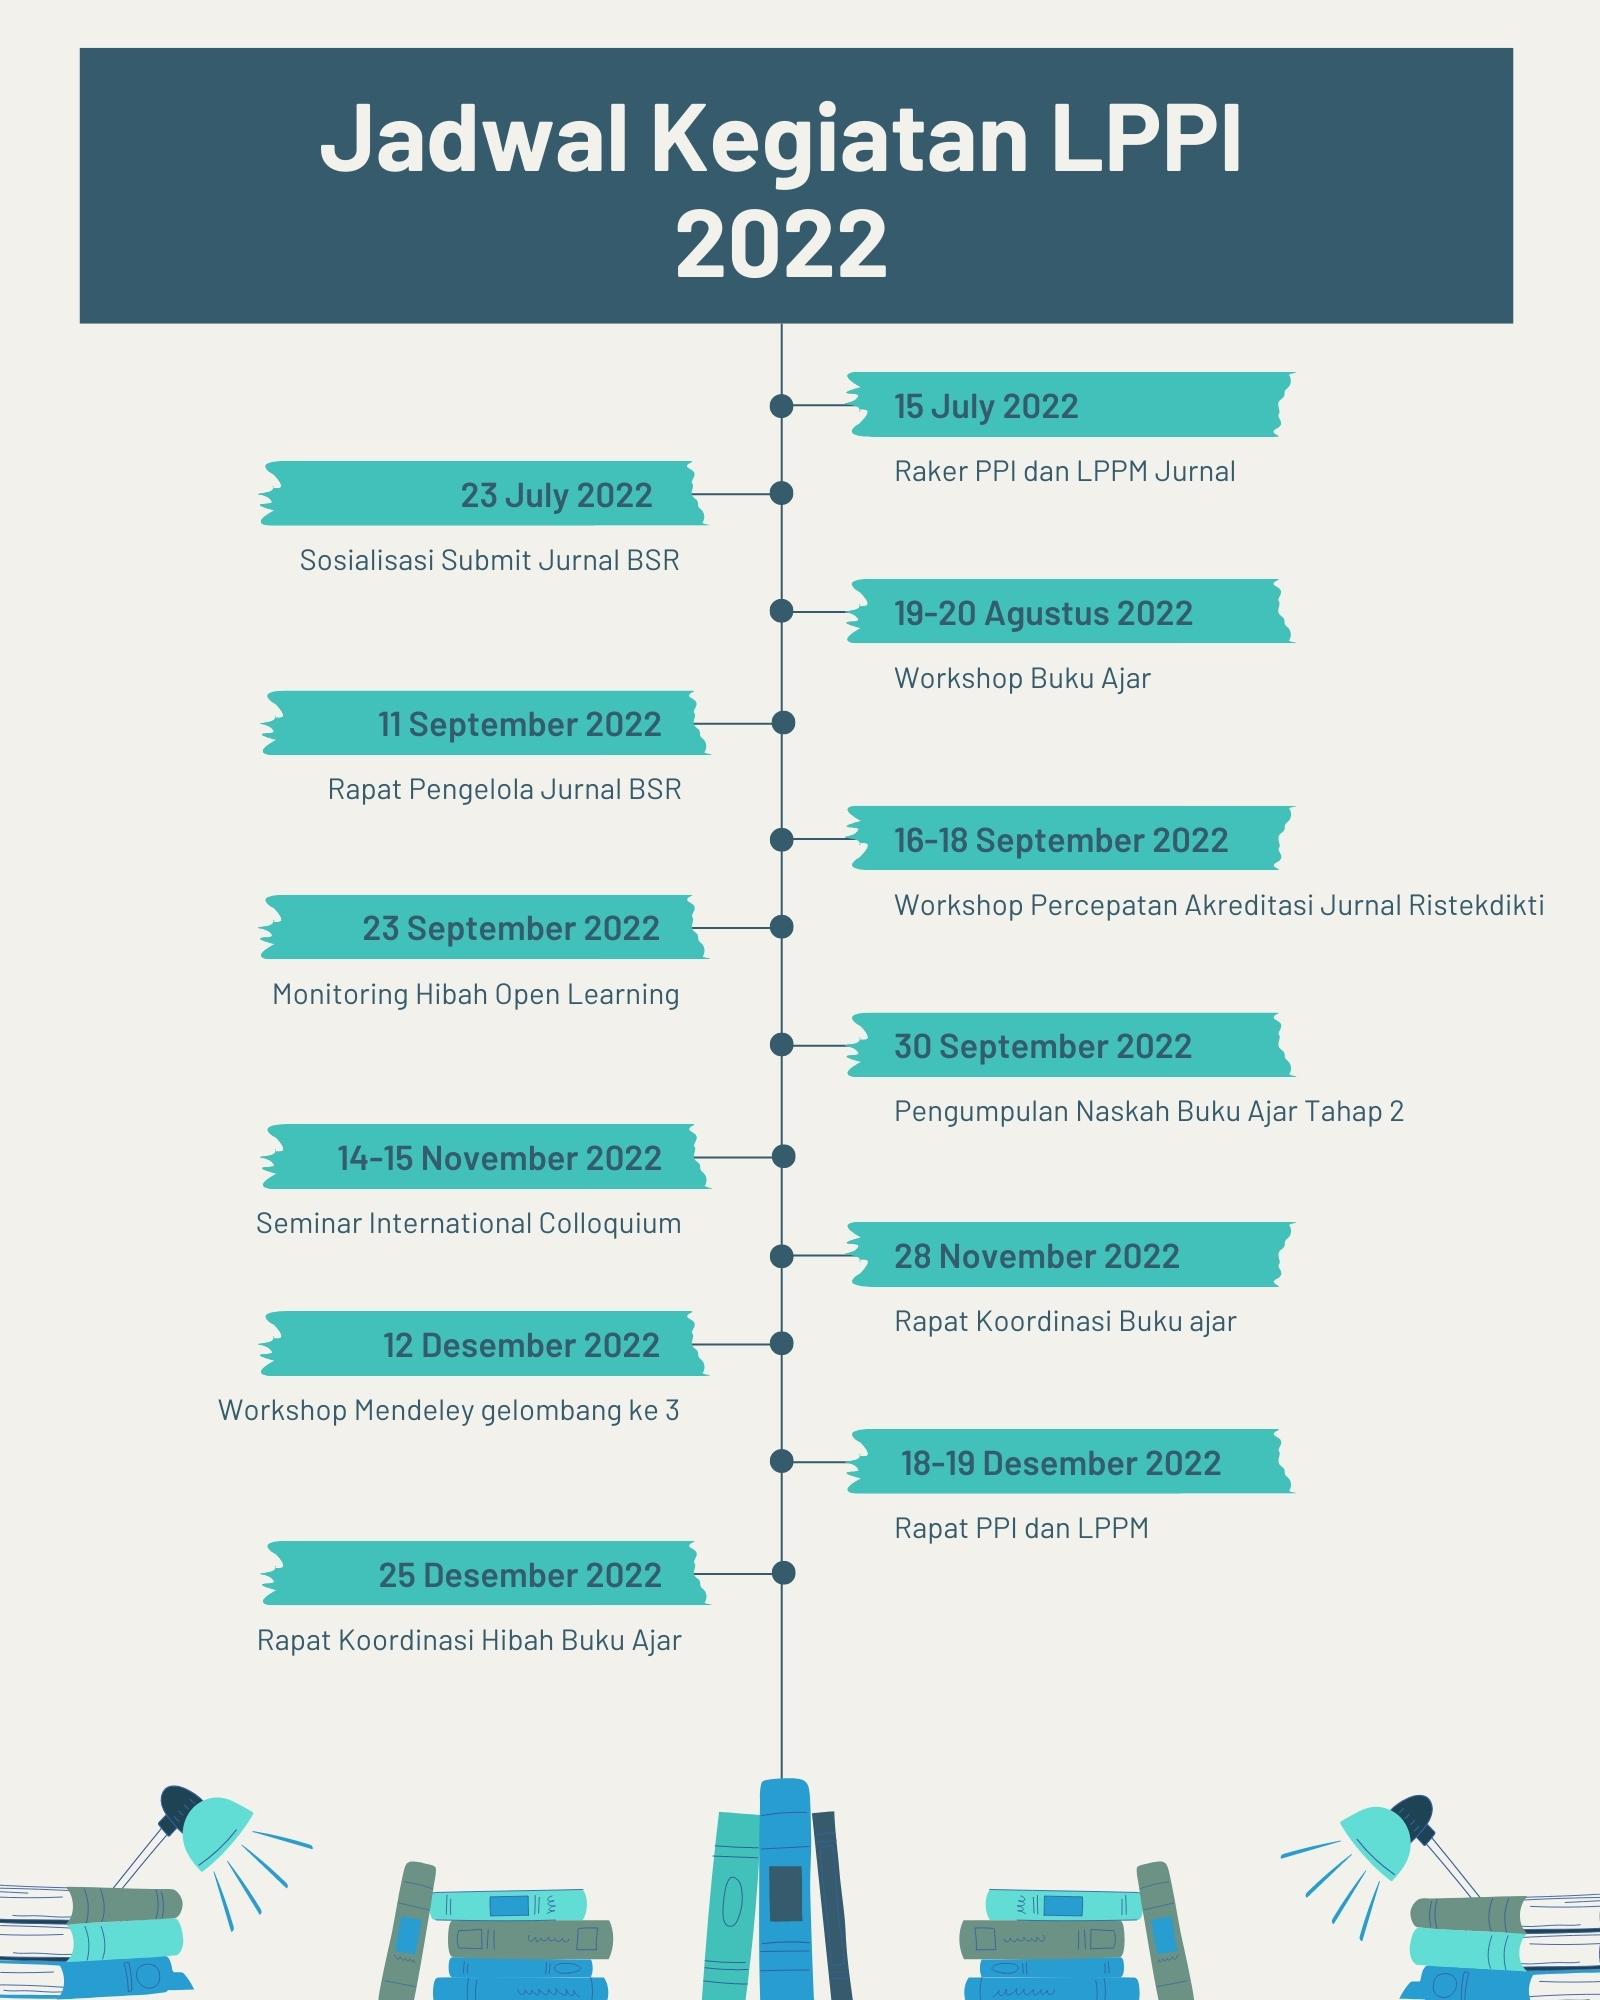 Jadwal Kegiatan LPPI
2022
15 July 2022
Raker PPI dan LPPM Jurnal
23 July 2022
Sosialisasi Submit Jurnal BSR
19-20 Agustus 2022
Workshop Buku Ajar
11 September 2022
Rapat Pengelola Jurnal BSR
16-18 September 2022
Workshop Percepatan Akreditasi Jurnal Ristekdikti
23 September 2022
Monitoring Hibah Open Learning
30 September 2022
Pengumpulan Naskah Buku Ajar Tahap 2
14-15 November 2022
Seminar International Colloquium
28 November 2022
Rapat Koordinasi Buku ajar
12 Desember 2022
Workshop Mendeley gelombang ke 3
18-19 Desember 2022
Rapat PPI dan LPPM
25 Desember 2022
Rapat Koordinasi Hibah Buku Ajar